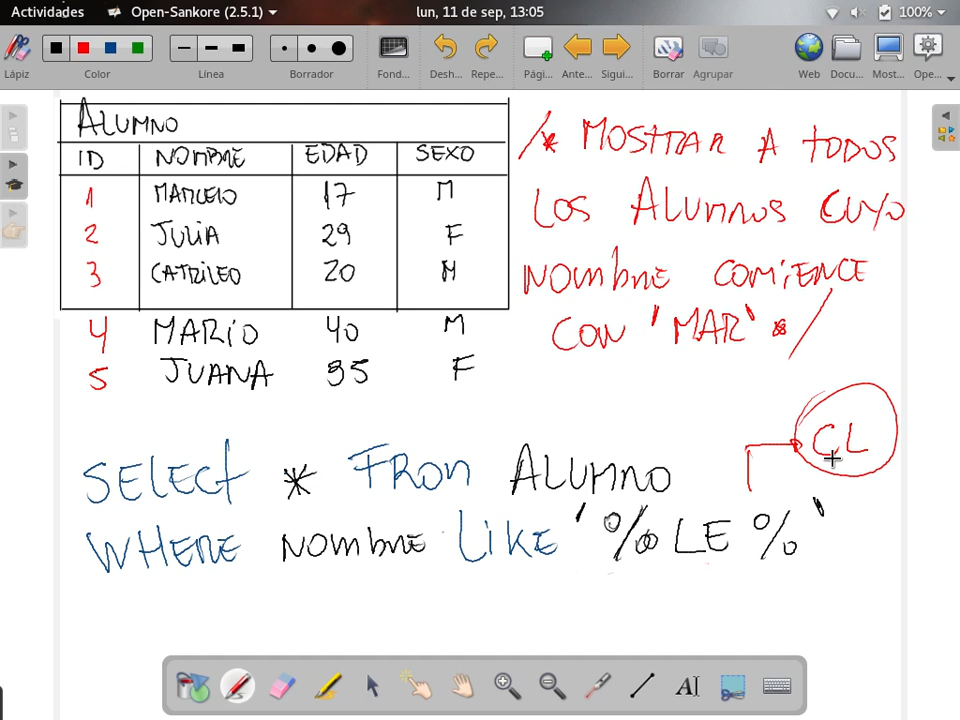 Actividades Open-Sankore (2.5.1) lun, 11 de sep, 13:05 100%
Lápiz Color Línea Borrador Fond... Desh... Repe... Pági... Ante... Sigui... Borrar Agrupar Web Docu... Most... Ope...
ALUMNO
ID NOMBRE EDAD SEXO
1 MARCELO 17 M
2 JULIA 29 F
3 CATRILEO 20 M
4 MARIO 40 M
5 JUANA 35 F
/* MOSTRAR A TODOS
LOS ALUMNOS CUYO
NOMBRE COMIENCE
CON 'MAR' */
CL
SELECT * FROM ALUMNO
WHERE NOMBRE LIKE '%LE%'